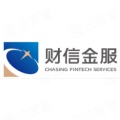 财信金服
CHASING FINTECH SERVICES